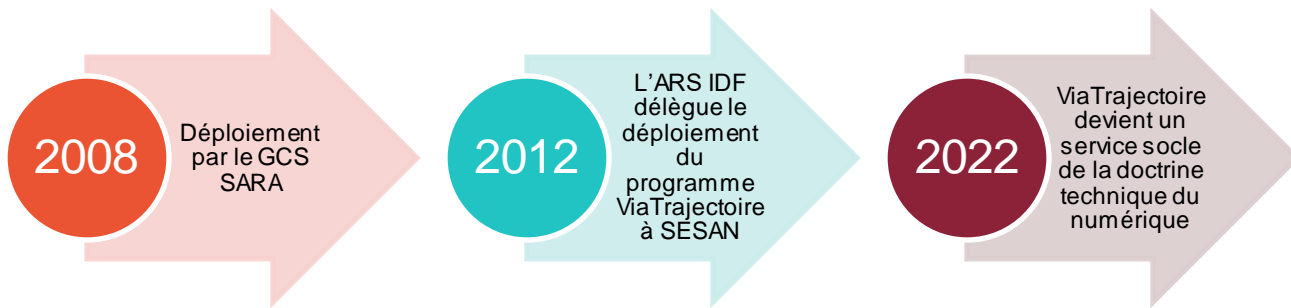 2008
Déploiement
par le GCS
SARA
2012
L'ARS IDF
délègue le
déploiement
du
programme
ViaTrajectoire
à SESAN
2022
ViaTrajectoire
devient un
service socle
de la doctrine
technique du
numérique